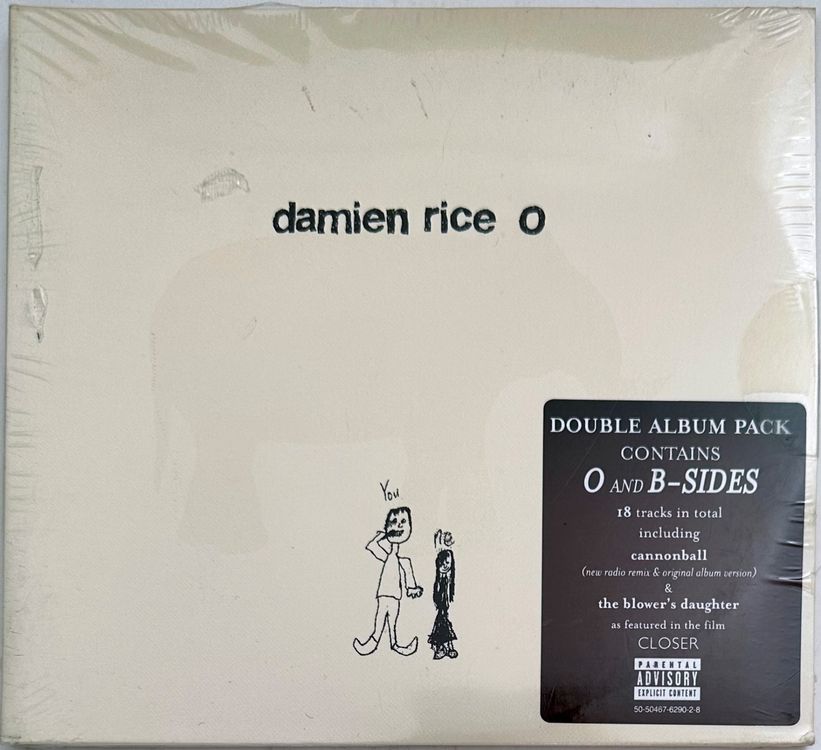 damien rice O
You
me
DOUBLE ALBUM PACK
CONTAINS
O AND B-SIDES
18 tracks in total
including
cannonball
(new radio remix & original album version)
&
the blower's daughter
as featured in the film
CLOSER
PARENTAL
ADVISORY
EXPLICIT CONTENT
50-50467-6290-2-8